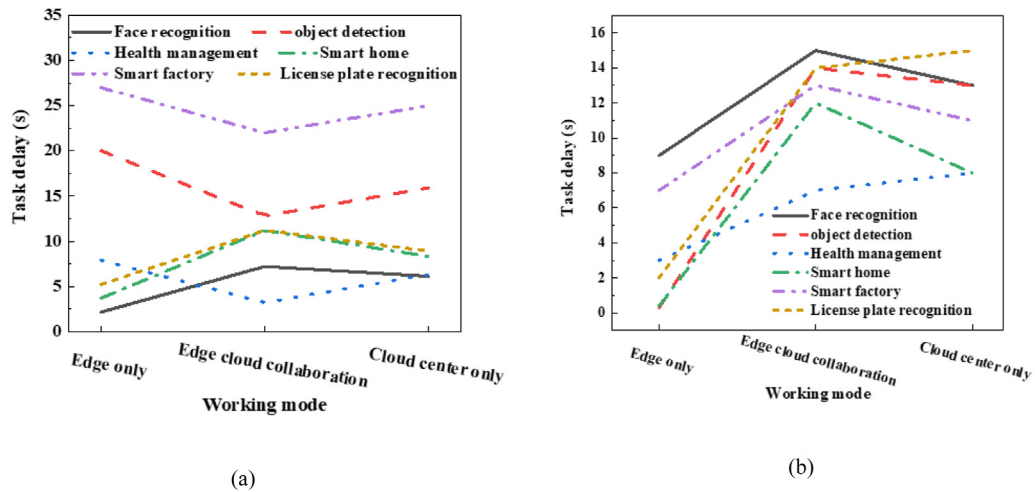 35
30
25
20
15
10
5
0
Task delay (s)
Face recognition
object detection
Health management
Smart home
Smart factory
License plate recognition
Edge only
Edge cloud collaboration
Cloud center only
Working mode
(a)
16
14
12
10
8
6
4
2
0
Task delay (s)
Face recognition
object detection
Health management
Smart home
Smart factory
License plate recognition
Edge only
Edge cloud collaboration
Cloud center only
Working mode
(b)